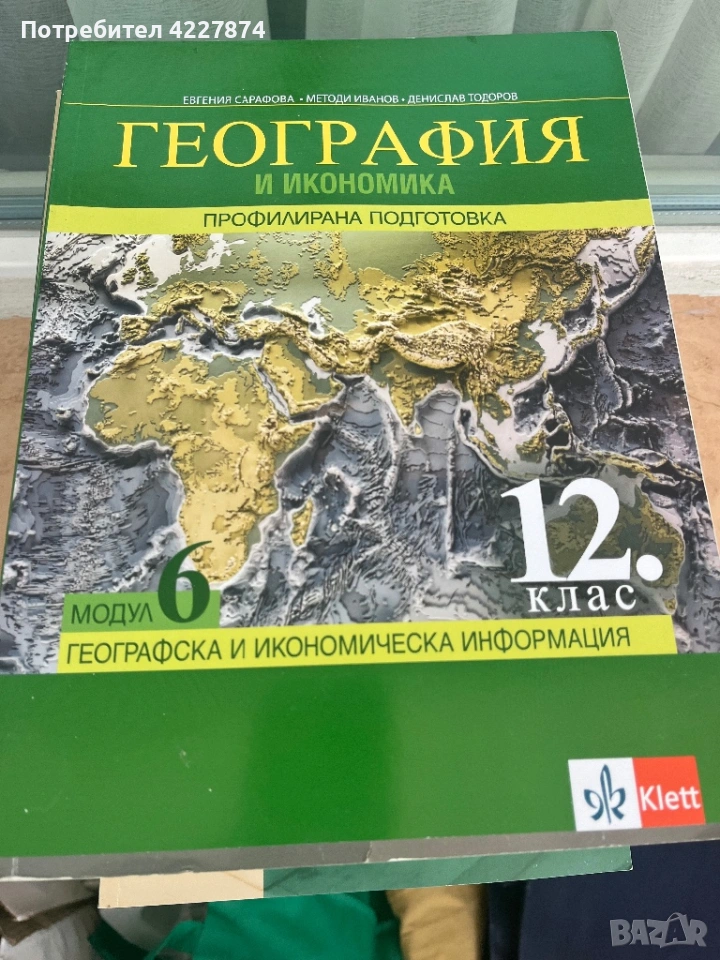 Потребител 4227874
ЕВГЕНИЯ САРАФОВА • МЕТОДИ ИВАНОВ • ДЕНИСЛАВ ТОДОРОВ
ГЕОГРАФИЯ
И ИКОНОМИКА
ПРОФИЛИРАНА ПОДГОТОВКА
12.
клас
МОДУЛ 6
ГЕОГРАФСКА И ИКОНОМИЧЕСКА ИНФОРМАЦИЯ
Klett
BAZAR